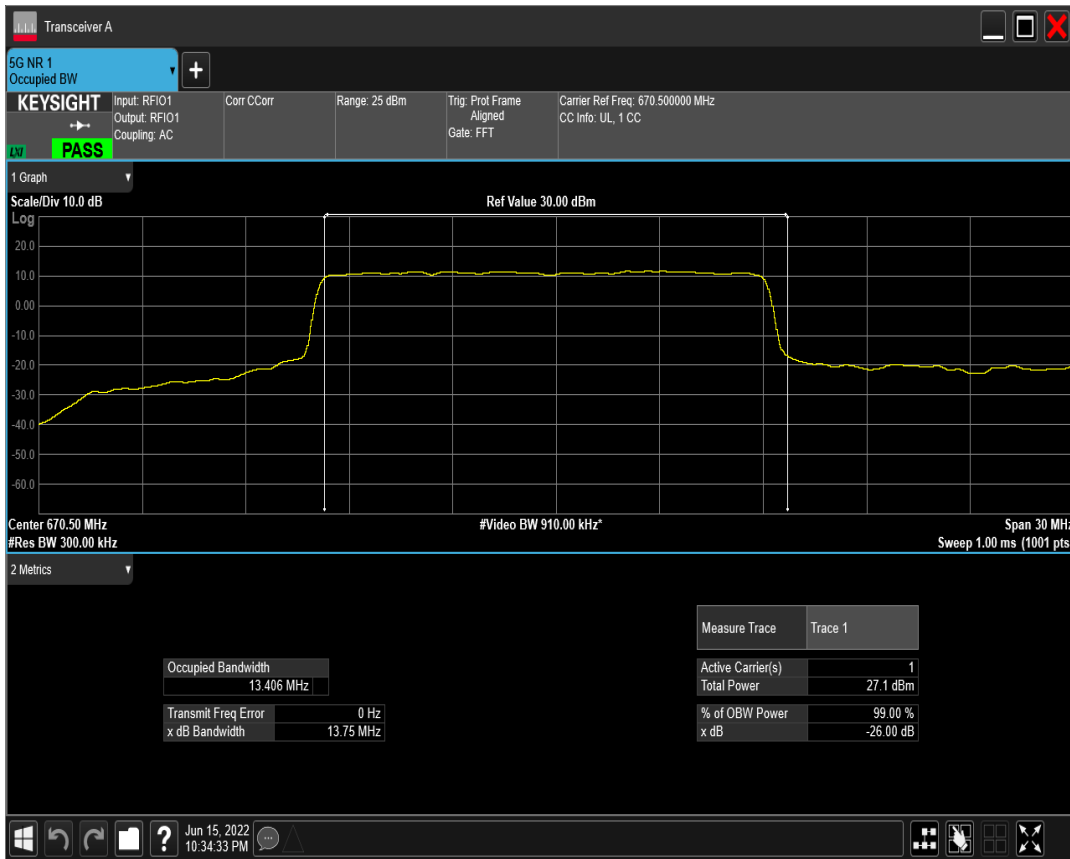 Transceiver A
5G NR 1
Occupied BW
KEYSIGHT
LXI
PASS
Input: RFIO1
Output: RFIO1
Coupling: AC
Corr CCorr
Range: 25 dBm
Trig: Prot Frame
Aligned
Gate: FFT
Carrier Ref Freq: 670.500000 MHz
CC Info: UL, 1 CC
1 Graph
Scale/Div 10.0 dB
Ref Value 30.00 dBm
Log
20.0
10.0
0.00
-10.0
-20.0
-30.0
-40.0
-50.0
-60.0
Center 670.50 MHz
#Video BW 910.00 kHz*
Span 30 MHz
#Res BW 300.00 kHz
Sweep 1.00 ms (1001 pts
2 Metrics
Measure Trace Trace 1
Occupied Bandwidth
13.406 MHz
Active Carrier(s) 1
Total Power 27.1 dBm
Transmit Freq Error 0 Hz
x dB Bandwidth 13.75 MHz
% of OBW Power 99.00 %
x dB -26.00 dB
?
Jun 15, 2022
10:34:33 PM